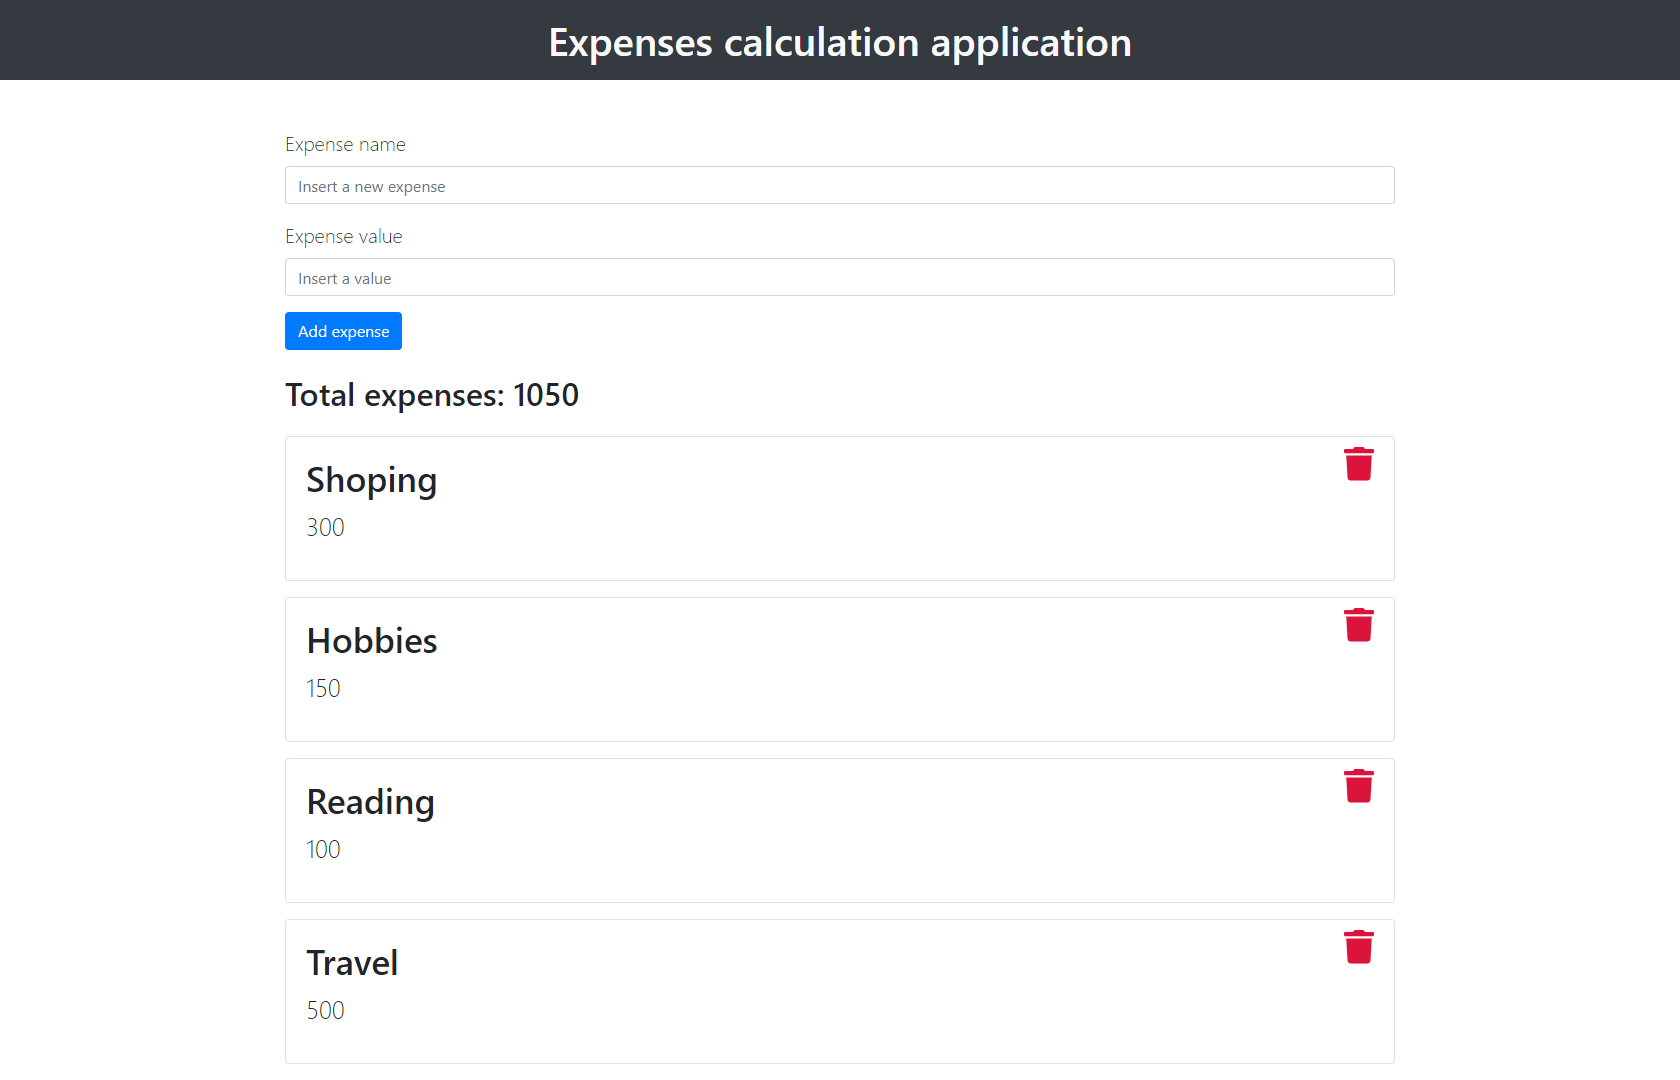 Expenses calculation application
Expense name
Insert a new expense
Expense value
Insert a value
Add expense
Total expenses: 1050
Shoping
300
Hobbies
150
Reading
100
Travel
500